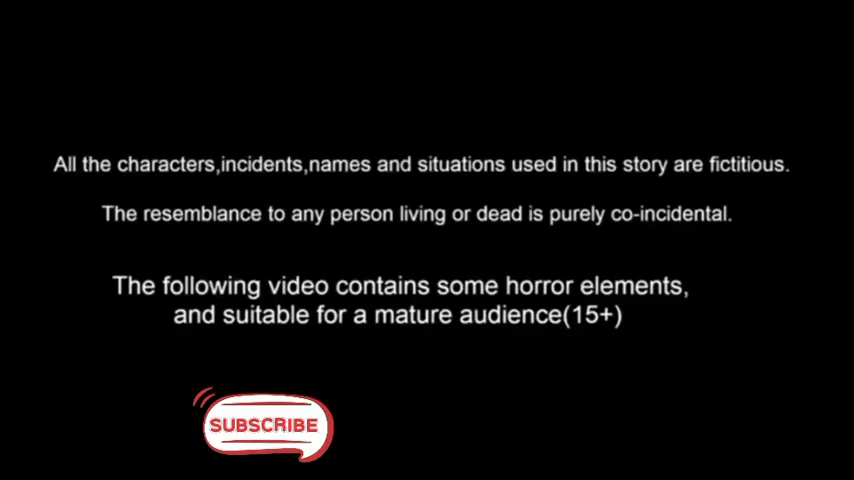 All the characters,incidents,names and situations used in this story are fictitious.
The resemblance to any person living or dead is purely co-incidental.
The following video contains some horror elements,
and suitable for a mature audience(15+)
SUBSCRIBE